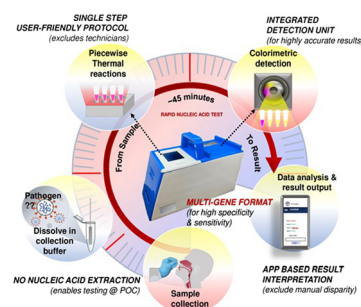 SINGLE STEP
USER-FRIENDLY PROTOCOL
(excludes technicians)
INTEGRATED
DETECTION UNIT
(for highly accurate results)
Piecewise
Thermal
reactions
Colorimetric
detection
~45 minutes
RAPID NUCLEIC ACID TEST
From Sample
To Result
Pathogen
??
Dissolve in
collection
buffer
MULTI-GENE FORMAT
(for high specificity
& sensitivity)
Data analysis &
result output
NO NUCLEIC ACID EXTRACTION
(enables testing @ POC)
Sample
collection
APP BASED RESULT
INTERPRETATION
(exclude manual disparity)